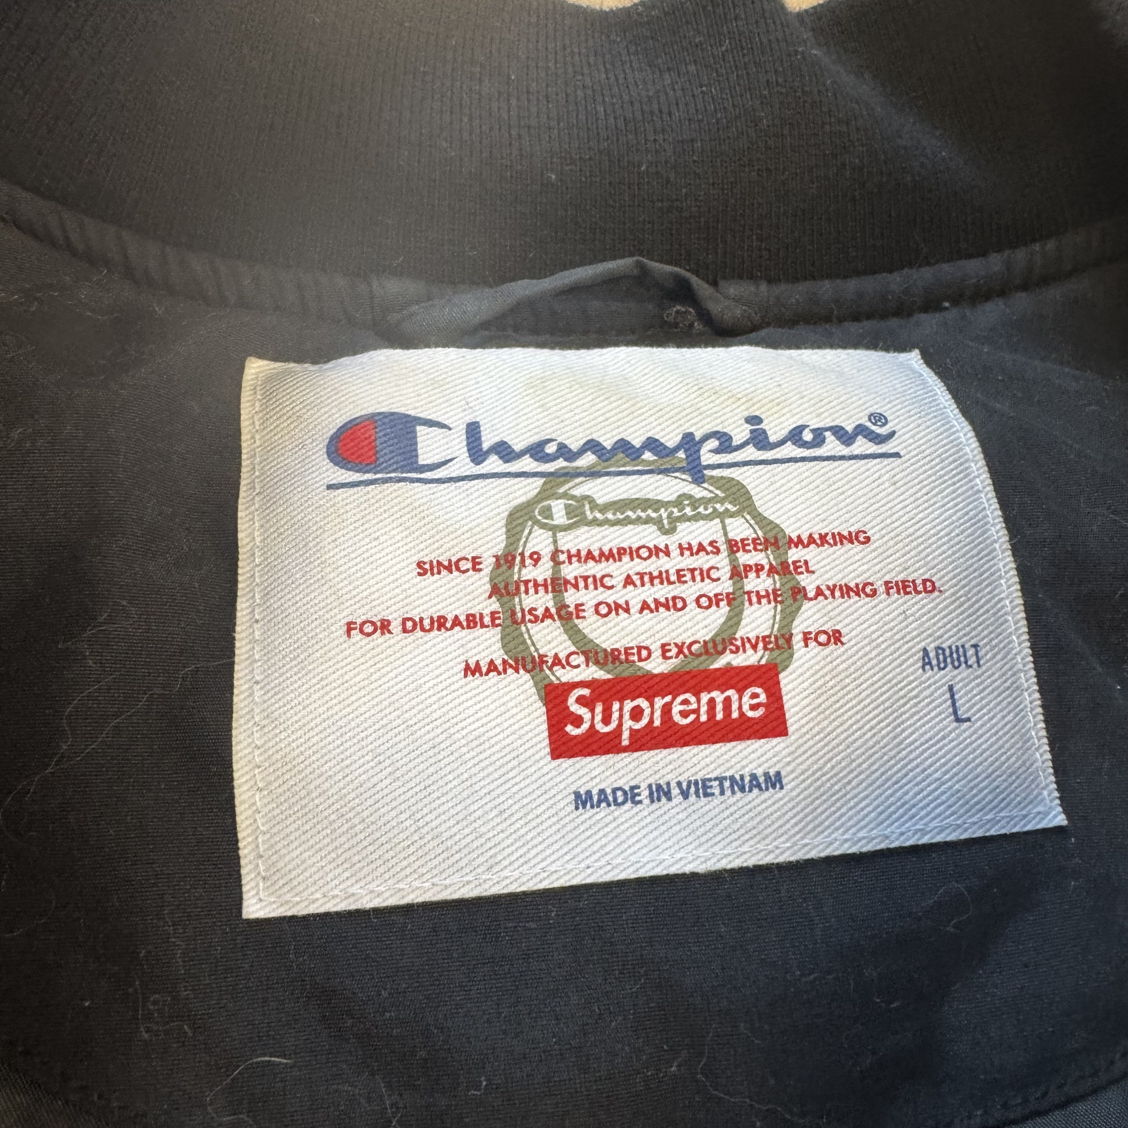 Champion®
Champion
SINCE 1919 CHAMPION HAS BEEN MAKING
AUTHENTIC ATHLETIC APPAREL
FOR DURABLE USAGE ON AND OFF THE PLAYING FIELD.
MANUFACTURED EXCLUSIVELY FOR
Supreme
ADULT
L
MADE IN VIETNAM